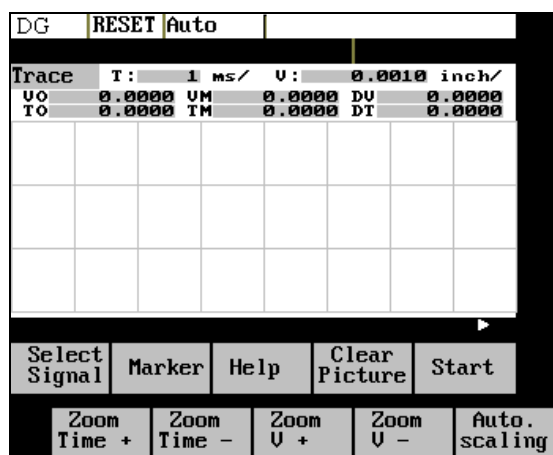 DG RESET Auto
Trace T: 1 ms/ V: 0.0010 inch/
VO 0.0000 VM 0.0000 DV 0.0000
TO 0.0000 TM 0.0000 DT 0.0000
Select Signal
Marker
Help
Clear Picture
Start
Zoom Time +
Zoom Time -
Zoom V +
Zoom V -
Auto. scaling